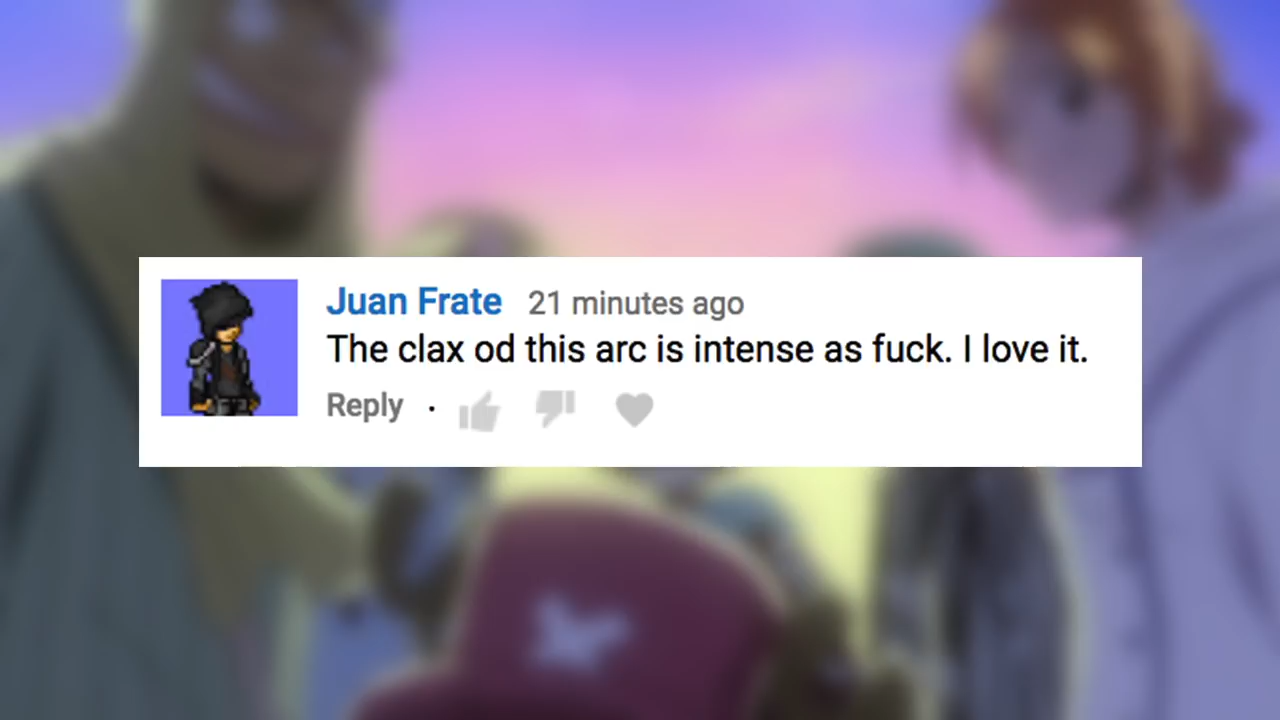 Juan Frate 21 minutes ago
The clax od this arc is intense as fuck. I love it.
Reply ·